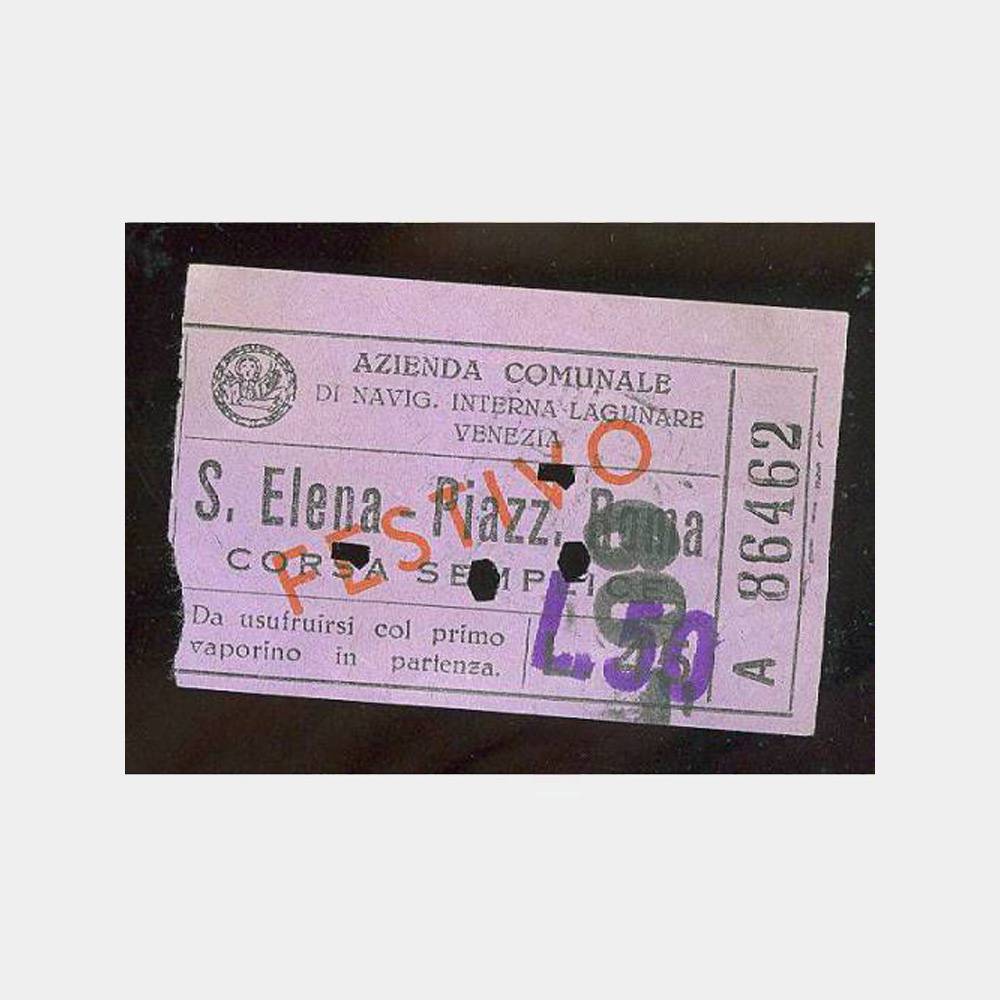 AZIENDA COMUNALE
DI NAVIG. INTERNA LAGUNARE
VENEZIA
FESTIVO
S. Elena - Piazz. Roma
CORSA SEMPLICE
Da usufruirsi col primo
vaporino in partenza.
L. 50
A 86462